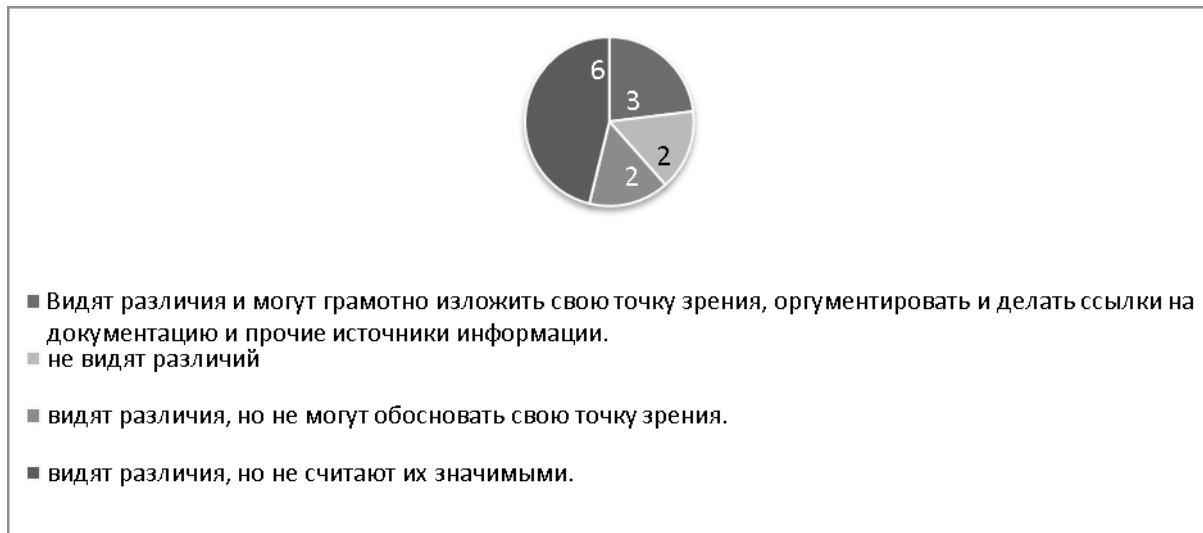 6
3
2
2
Видят различия и могут грамотно изложить свою точку зрения, оргументировать и делать ссылки на
документацию и прочие источники информации.
не видят различий
видят различия, но не могут обосновать свою точку зрения.
видят различия, но не считают их значимыми.